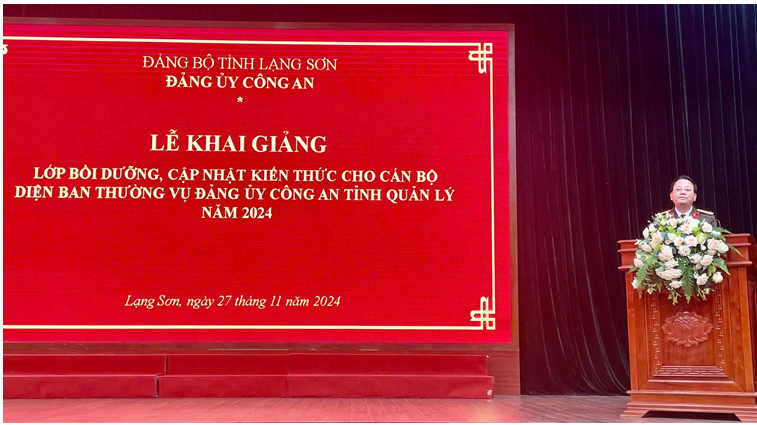 ĐẢNG BỘ TỈNH LẠNG SƠN
ĐẢNG ỦY CÔNG AN
*
LỄ KHAI GIẢNG
LỚP BỒI DƯỠNG, CẬP NHẬT KIẾN THỨC CHO CÁN BỘ
DIỆN BAN THƯỜNG VỤ ĐẢNG ỦY CÔNG AN TỈNH QUẢN LÝ
NĂM 2024
Lạng Sơn, ngày 27 tháng 11 năm 2024